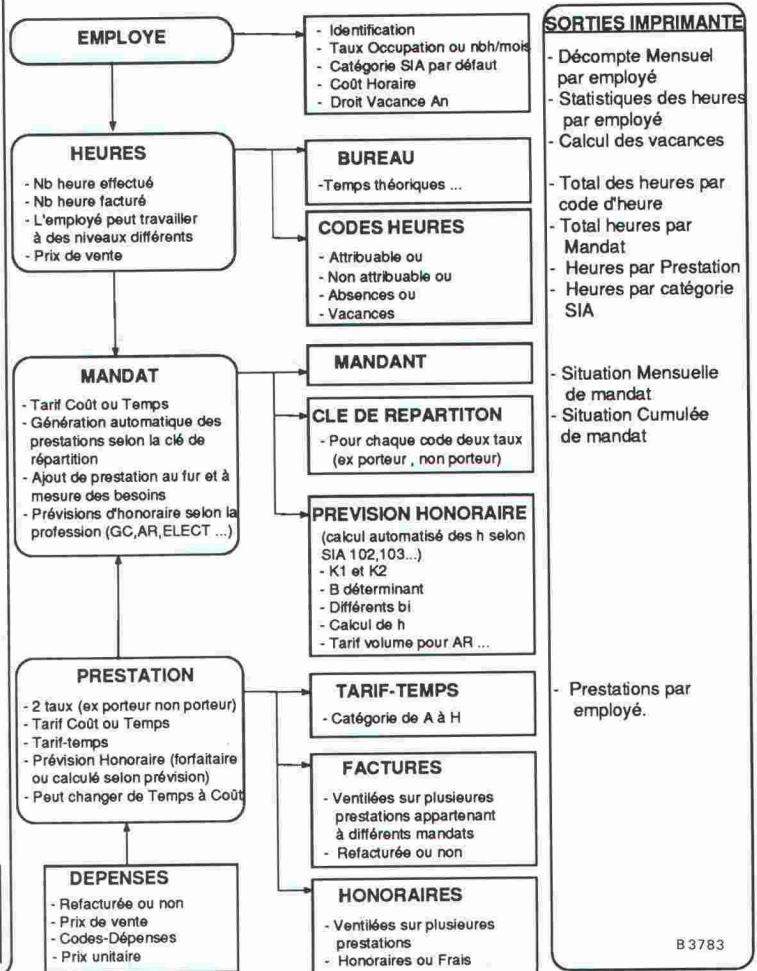 EMPLOYE
- Identification
- Taux Occupation ou nbh/mois
- Catégorie SIA par défaut
- Coût Horaire
- Droit Vacance An
HEURES
- Nb heure effectué
- Nb heure facturé
- L'employé peut travailler
à des niveaux différents
- Prix de vente
BUREAU
-Temps théoriques ...
CODES HEURES
- Attribuable ou
- Non attribuable ou
- Absences ou
- Vacances
MANDAT
- Tarif Coût ou Temps
- Génération automatique des
prestations selon la clé de
répartition
- Ajout de prestation au fur et à
mesure des besoins
- Prévisions d'honoraire selon la
profession (GC,AR,ELECT ...)
MANDANT
CLE DE REPARTITON
- Pour chaque code deux taux
(ex porteur , non porteur)
PREVISION HONORAIRE
(calcul automatisé des h selon
SIA 102,103...)
- K1 et K2
- B déterminant
- Différents bi
- Calcul de h
- Tarif volume pour AR ...
PRESTATION
- 2 taux (ex porteur non porteur)
- Tarif Coût ou Temps
- Tarif-temps
- Prévision Honoraire (forfaitaire
ou calculé selon prévision)
- Peut changer de Temps à Coût
TARIF-TEMPS
- Catégorie de A à H
FACTURES
- Ventilées sur plusieures
prestations appartenant
à différents mandats
- Refacturée ou non
DEPENSES
- Refacturée ou non
- Prix de vente
- Codes-Dépenses
- Prix unitaire
HONORAIRES
- Ventilées sur plusieures
prestations
- Honoraires ou Frais
SORTIES IMPRIMANTE
- Décompte Mensuel
par employé
- Statistiques des heures
par employé
- Calcul des vacances
- Total des heures par
code d'heure
- Total heures par
Mandat
- Heures par Prestation
- Heures par catégorie
SIA
- Situation Mensuelle
de mandat
- Situation Cumulée
de mandat
- Prestations par
employé.
B 3783